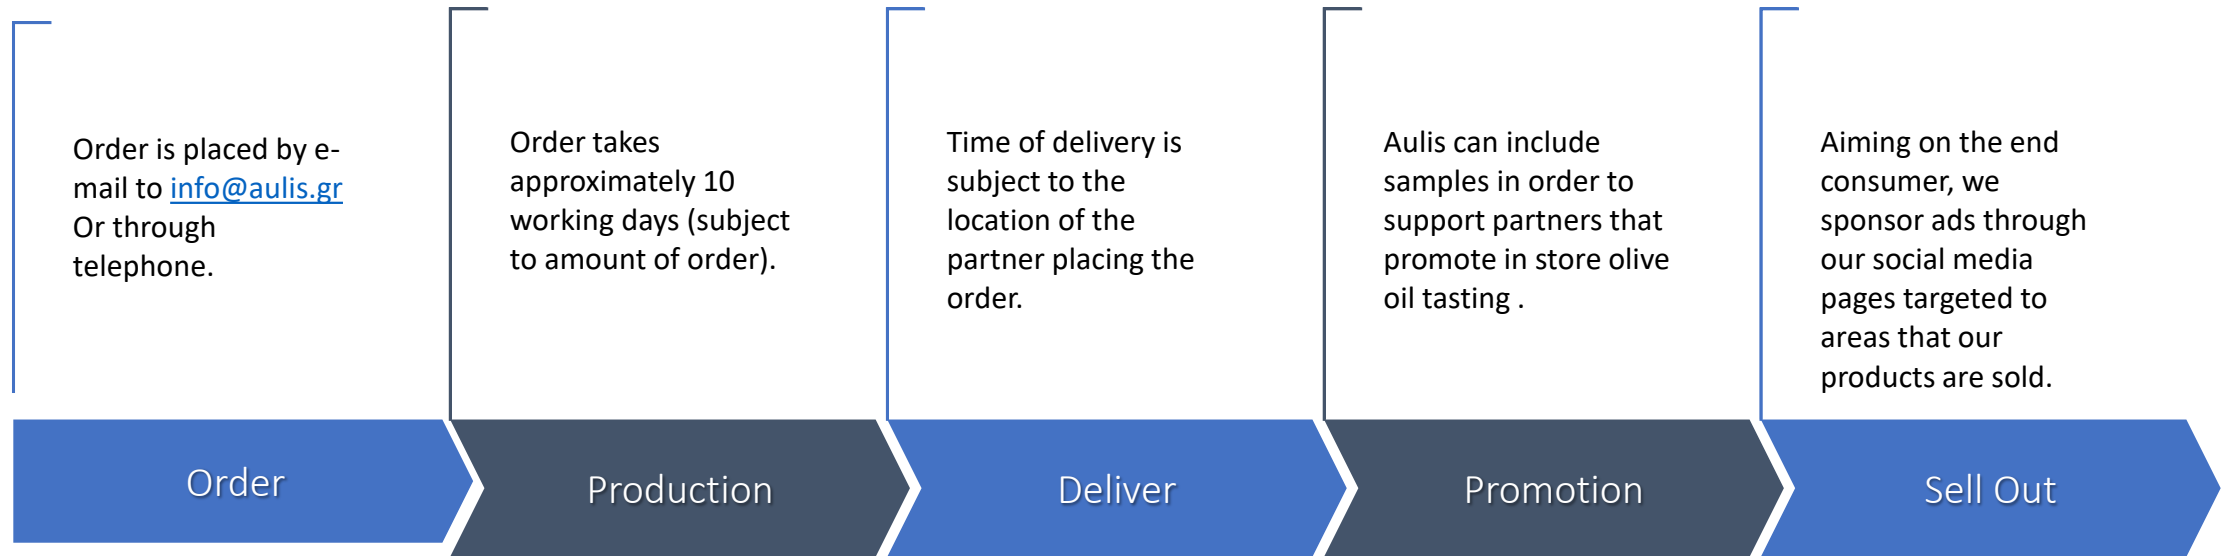 Order is placed by e-
mail to info@aulis.gr
Or through
telephone.
Order takes
approximately 10
working days (subject
to amount of order).
Time of delivery is
subject to the
location of the
partner placing the
order.
Aulis can include
samples in order to
support partners that
promote in store olive
oil tasting .
Aiming on the end
consumer, we
sponsor ads through
our social media
pages targeted to
areas that our
products are sold.
Order
Production
Deliver
Promotion
Sell Out